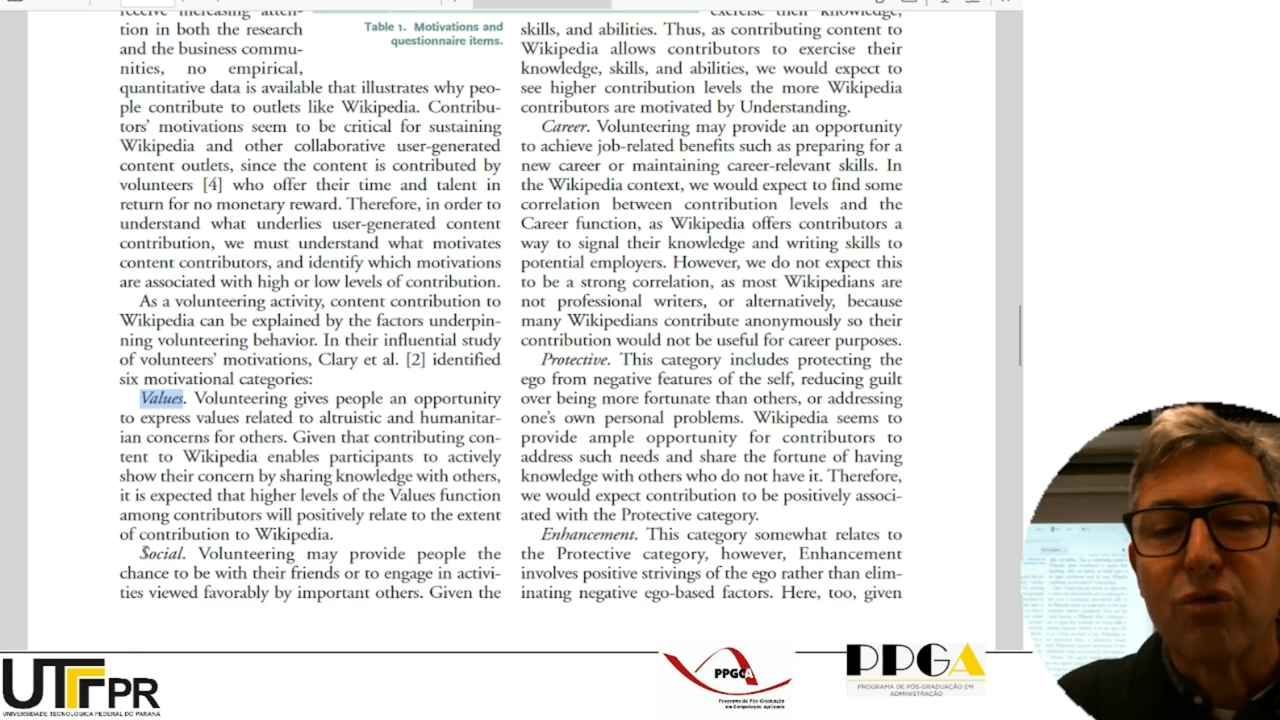 receive increasing atten-
tion in both the research
and the business commu-
nities, no empirical,
Table 1. Motivations and
questionnaire items.
quantitative data is available that illustrates why peo-
ple contribute to outlets like Wikipedia. Contribu-
tors' motivations seem to be critical for sustaining
Wikipedia and other collaborative user-generated
content outlets, since the content is contributed by
volunteers [4] who offer their time and talent in
return for no monetary reward. Therefore, in order to
understand what underlies user-generated content
contribution, we must understand what motivates
content contributors, and identify which motivations
are associated with high or low levels of contribution.
As a volunteering activity, content contribution to
Wikipedia can be explained by the factors underpin-
ning volunteering behavior. In their influential study
of volunteers' motivations, Clary et al. [2] identified
six motivational categories:
Values. Volunteering gives people an opportunity
to express values related to altruistic and humanitar-
ian concerns for others. Given that contributing con-
tent to Wikipedia enables participants to actively
show their concern by sharing knowledge with others,
it is expected that higher levels of the Values function
among contributors will positively relate to the extent
of contribution to Wikipedia.
Social. Volunteering may provide people the
chance to be with their friends or to engage in activi-
ties viewed favorably by important others. Given the
exercise their knowledge,
skills, and abilities. Thus, as contributing content to
Wikipedia allows contributors to exercise their
knowledge, skills, and abilities, we would expect to
see higher contribution levels the more Wikipedia
contributors are motivated by Understanding.
Career. Volunteering may provide an opportunity
to achieve job-related benefits such as preparing for a
new career or maintaining career-relevant skills. In
the Wikipedia context, we would expect to find some
correlation between contribution levels and the
Career function, as Wikipedia offers contributors a
way to signal their knowledge and writing skills to
potential employers. However, we do not expect this
to be a strong correlation, as most Wikipedians are
not professional writers, or alternatively, because
many Wikipedians contribute anonymously so their
contribution would not be useful for career purposes.
Protective. This category includes protecting the
ego from negative features of the self, reducing guilt
over being more fortunate than others, or addressing
one's own personal problems. Wikipedia seems to
provide ample opportunity for contributors to
address such needs and share the fortune of having
knowledge with others who do not have it. Therefore,
we would expect contribution to be positively associ-
ated with the Protective category.
Enhancement. This category somewhat relates to
the Protective category, however, Enhancement
involves positive strivings of the ego rather than elim-
inating negative ego-related factors. Here too, given
UTFPR
UNIVERSIDADE TECNOLÓGICA FEDERAL DO PARANÁ
PPGCA
Programa de Pós-Graduação
em Computação Aplicada
PPGA
PROGRAMA DE PÓS-GRADUAÇÃO EM
ADMINISTRAÇÃO